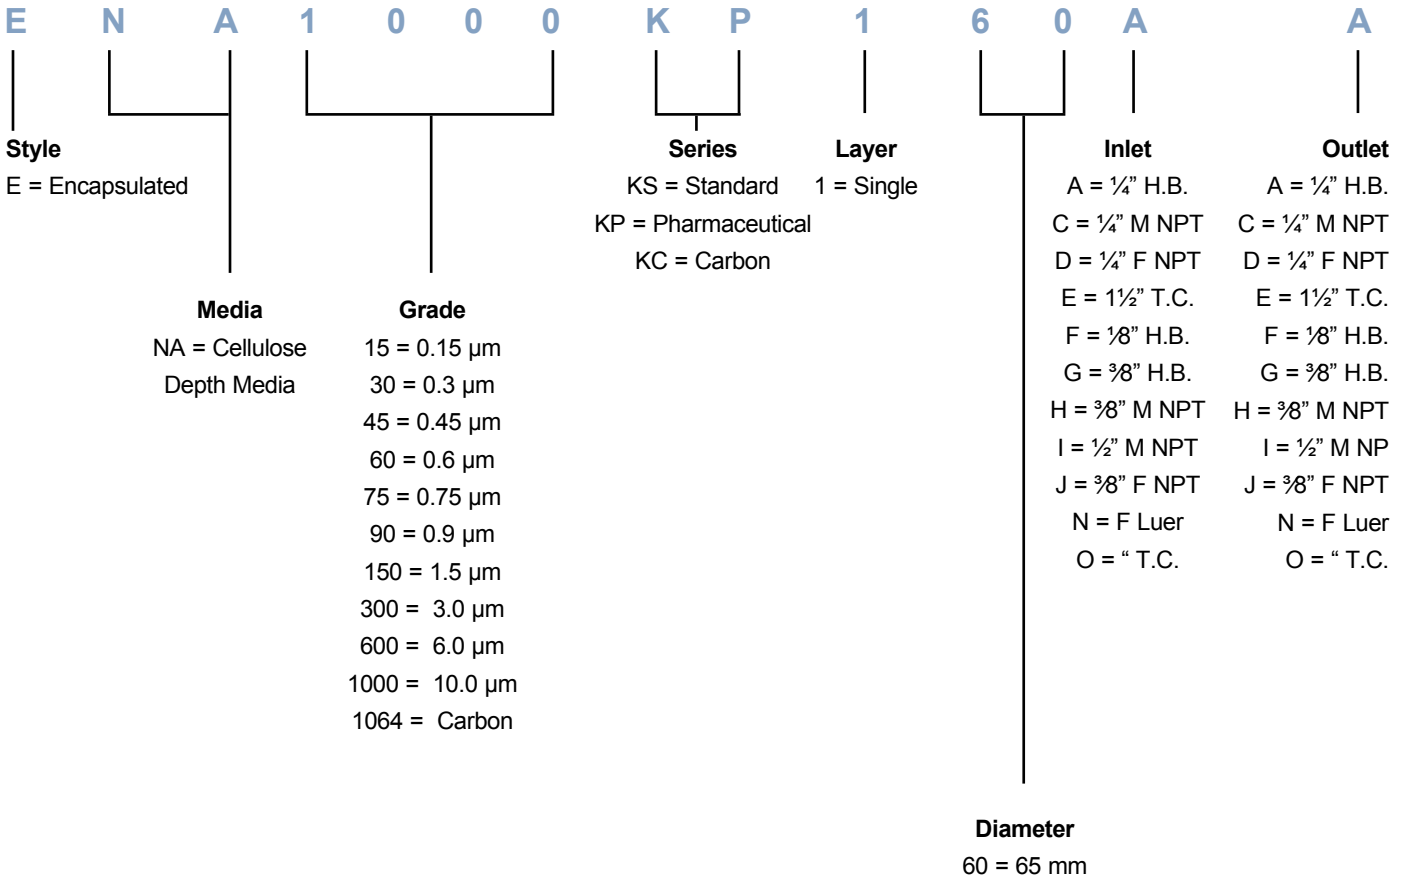 E N A 1 0 0 0 K P 1 6 0 A A
Style
E = Encapsulated
Media
NA = Cellulose
Depth Media
Grade
15 = 0.15 µm
30 = 0.3 µm
45 = 0.45 µm
60 = 0.6 µm
75 = 0.75 µm
90 = 0.9 µm
150 = 1.5 µm
300 = 3.0 µm
600 = 6.0 µm
1000 = 10.0 µm
1064 = Carbon
Series
KS = Standard
KP = Pharmaceutical
KC = Carbon
Layer
1 = Single
Diameter
60 = 65 mm
Inlet
A = ¼” H.B.
C = ¼” M NPT
D = ¼” F NPT
E = 1½” T.C.
F = ⅛” H.B.
G = ⅜” H.B.
H = ⅜” M NPT
I = ½” M NPT
J = ⅜” F NPT
N = F Luer
O = “ T.C.
Outlet
A = ¼” H.B.
C = ¼” M NPT
D = ¼” F NPT
E = 1½” T.C.
F = ⅛” H.B.
G = ⅜” H.B.
H = ⅜” M NPT
I = ½” M NP
J = ⅜” F NPT
N = F Luer
O = “ T.C.